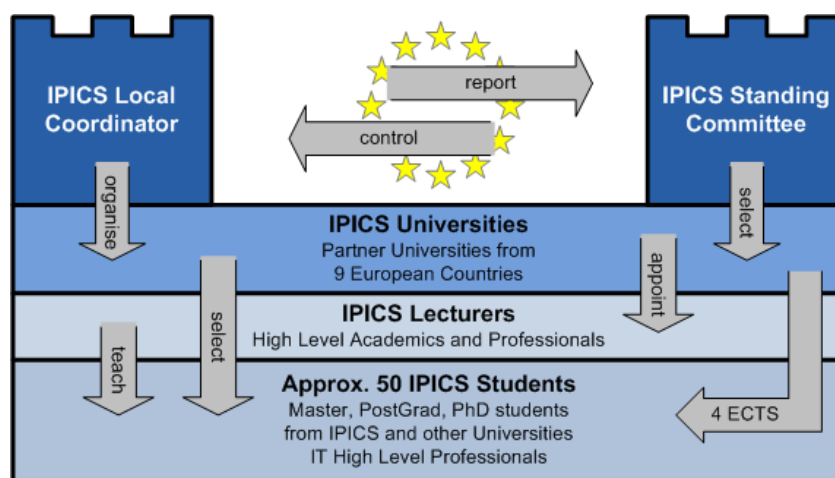 IPICS Local
Coordinator
report
control
IPICS Standing
Committee
organise
select
IPICS Universities
Partner Universities from
9 European Countries
select
appoint
IPICS Lecturers
High Level Academics and Professionals
teach
Approx. 50 IPICS Students
Master, PostGrad, PhD students
from IPICS and other Universities
IT High Level Professionals
4 ECTS